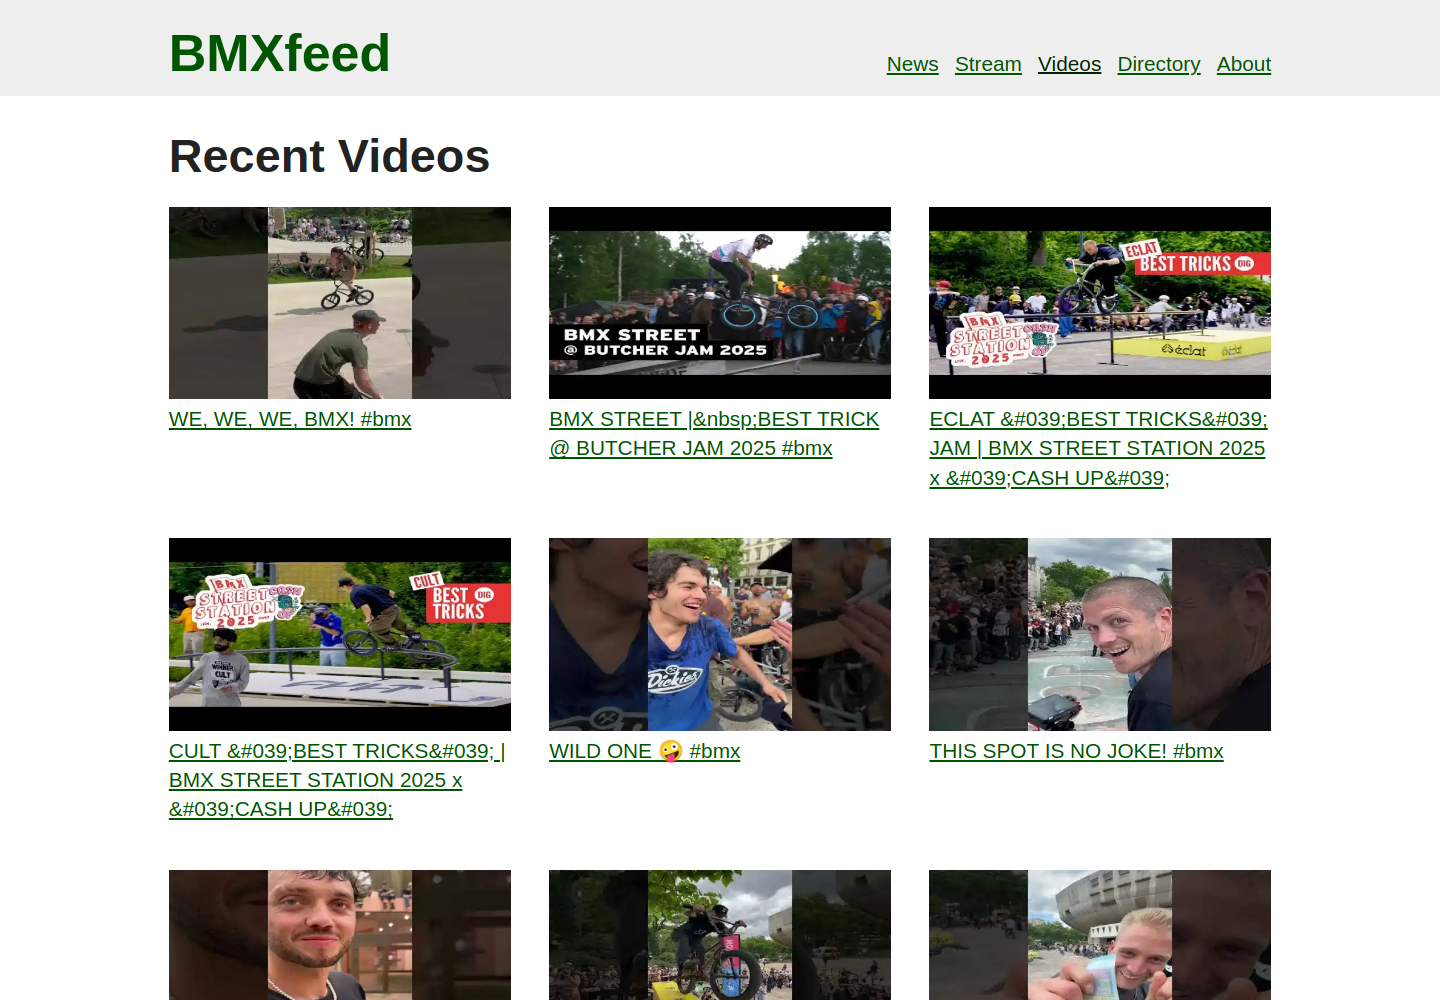 BMXfeed
News Stream Videos Directory About
Recent Videos
BMX STREET
@ BUTCHER JAM 2025
ECLAT
BEST TRICKS DIG
BMX
STREET
STATION
2025
éclat
WE, WE, WE, BMX! #bmx
BMX STREET |&nbsp;BEST TRICK
@ BUTCHER JAM 2025 #bmx
ECLAT &#039;BEST TRICKS&#039;
JAM | BMX STREET STATION 2025
x &#039;CASH UP&#039;
BMX
STREET
STATION
2025
CULT
BEST DIG
TRICKS
WINNER
CULT
Dickies
CULT &#039;BEST TRICKS&#039; |
BMX STREET STATION 2025 x
&#039;CASH UP&#039;
WILD ONE 🤪 #bmx
THIS SPOT IS NO JOKE! #bmx